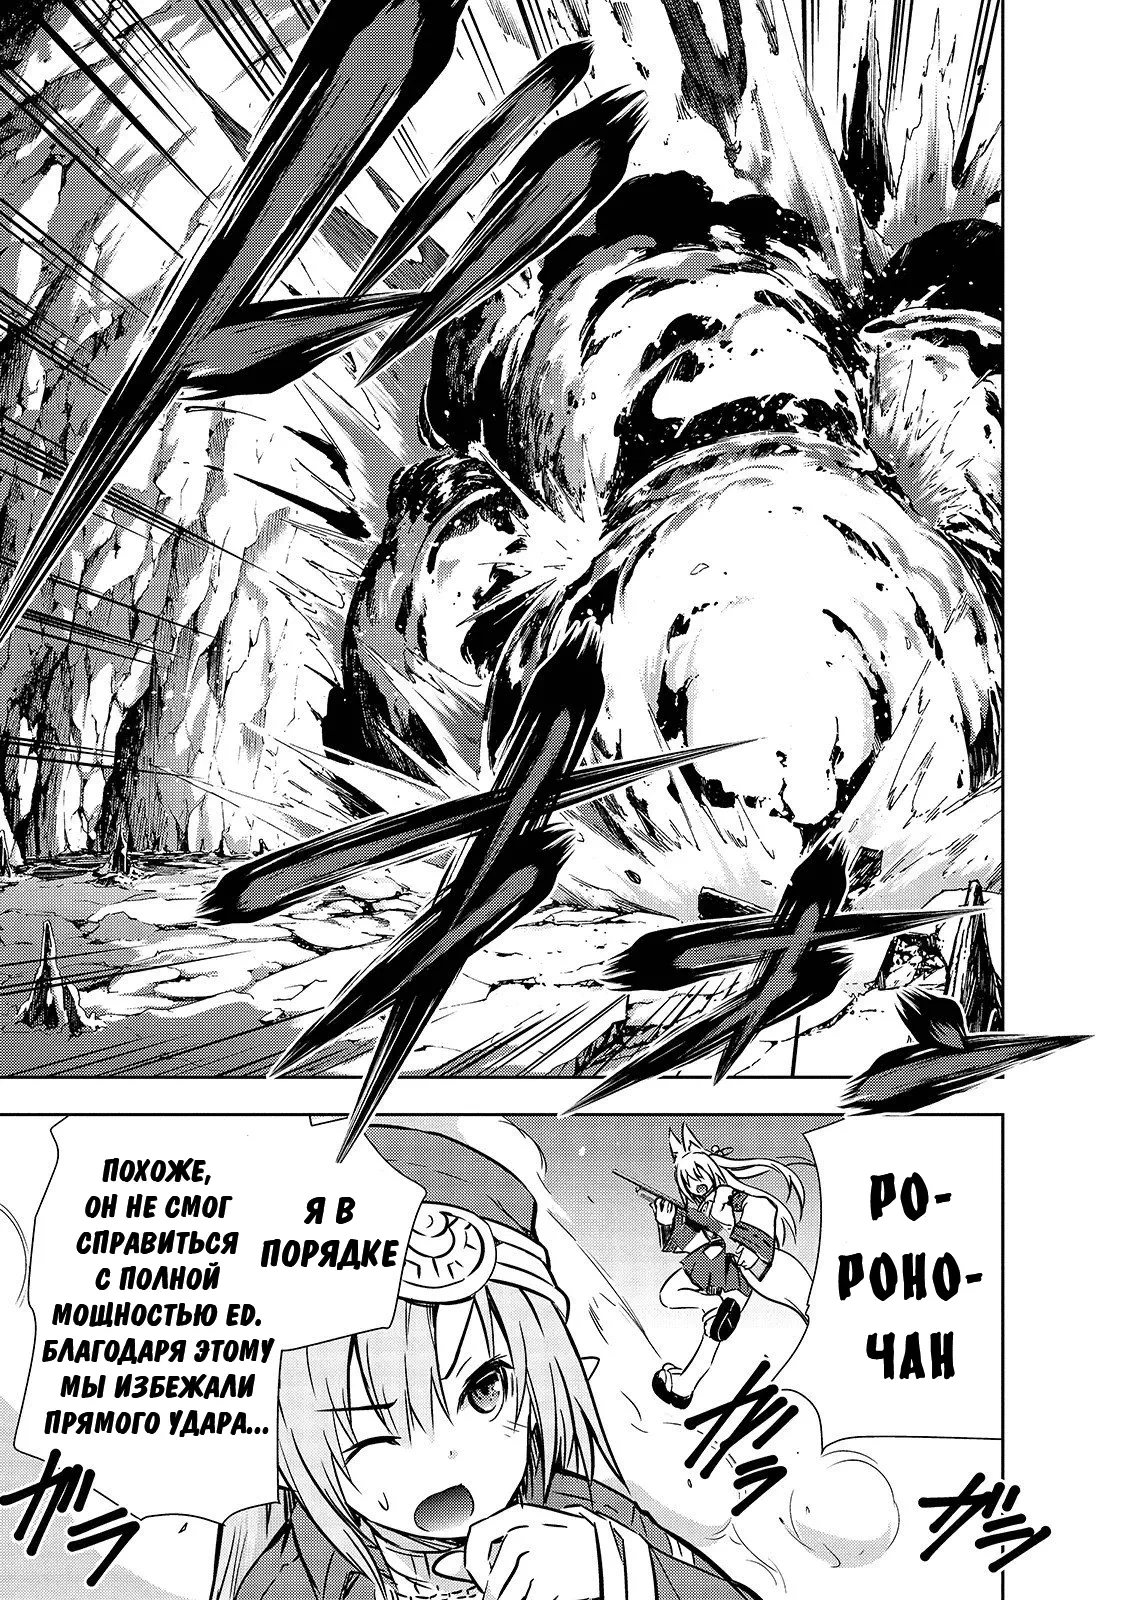 РО-
РОНО-
ЧАН
Я В
ПОРЯДКЕ
ПОХОЖЕ,
ОН НЕ СМОГ
СПРАВИТЬСЯ
С ПОЛНОЙ
МОЩНОСТЬЮ ED.
БЛАГОДАРЯ ЭТОМУ
МЫ ИЗБЕЖАЛИ
ПРЯМОГО УДАРА...
ガラ
ガラ
ガラ